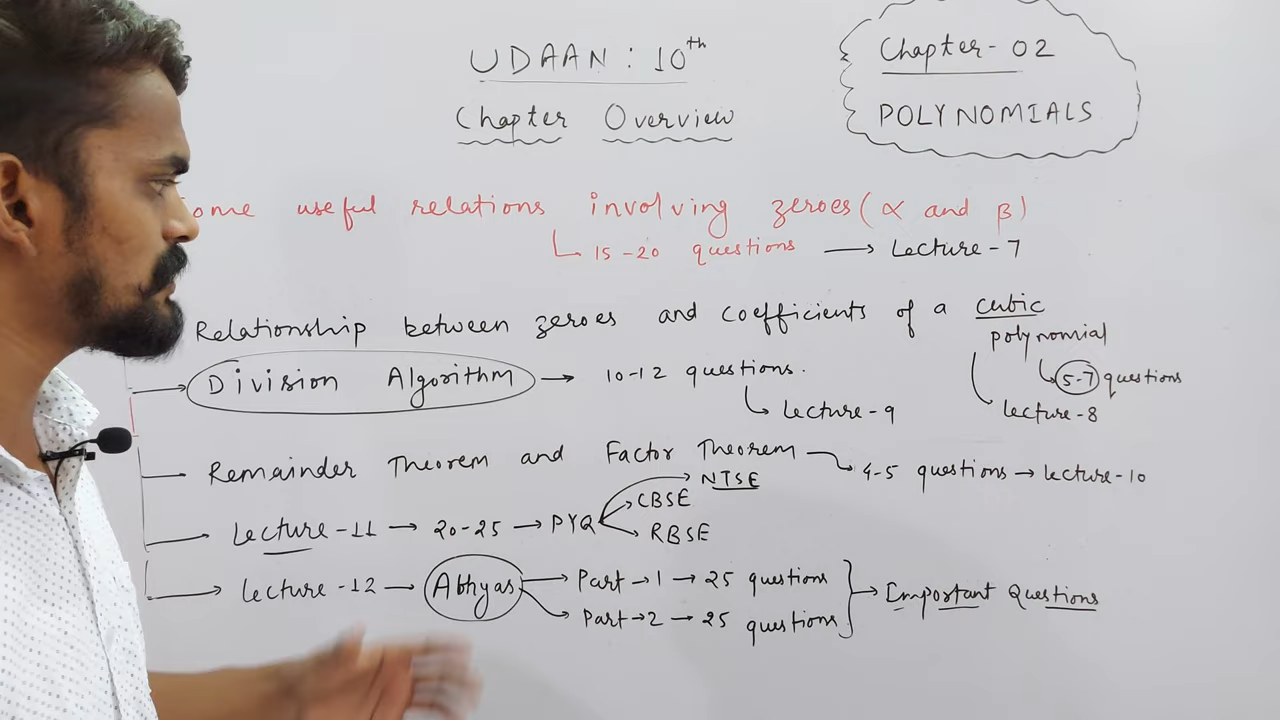 UDAAN : 10th
Chapter Overview
Chapter - 02
POLYNOMIALS
ome useful relations involving zeroes (α and β)
15-20 questions → Lecture - 7
Relationship between zeroes and coefficients of a cubic
polynomial
5-7 questions
lecture-8
Division Algorithm → 10-12 questions.
Lecture-9
Remainder Theorem and Factor Theorem → 4-5 questions → lecture-10
Lecture-11 → 20-25 → PYQ
NTSE
CBSE
RBSE
Lecture-12 → Abhyas
Part → 1 → 25 questions
Part → 2 → 25 questions
→ Important Questions